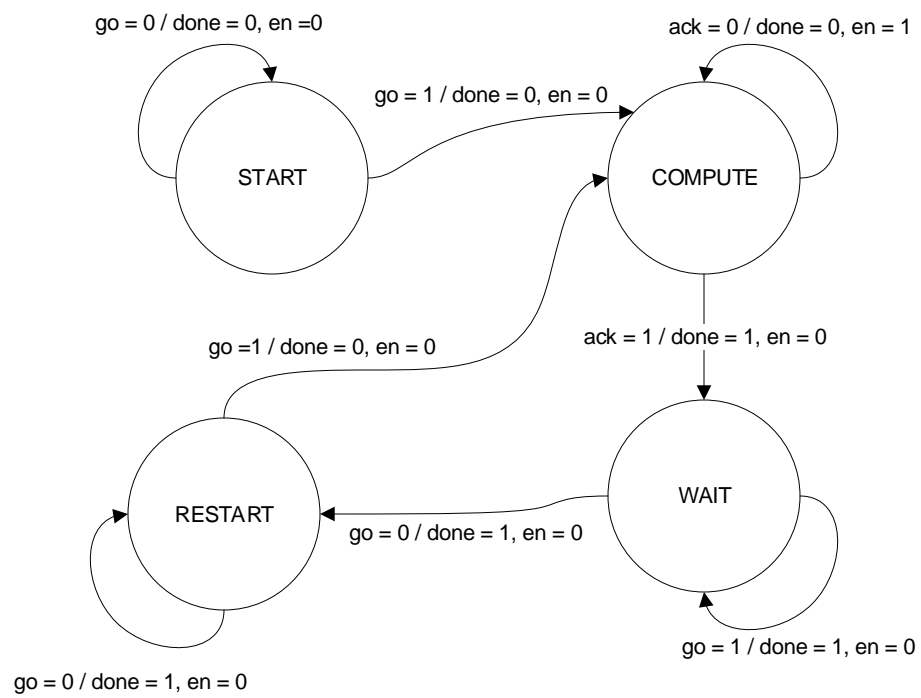 go = 0 / done = 0, en =0
ack = 0 / done = 0, en = 1
go = 1 / done = 0, en = 0
START
COMPUTE
go =1 / done = 0, en = 0
ack = 1 / done = 1, en = 0
RESTART
WAIT
go = 0 / done = 1, en = 0
go = 1 / done = 1, en = 0
go = 0 / done = 1, en = 0